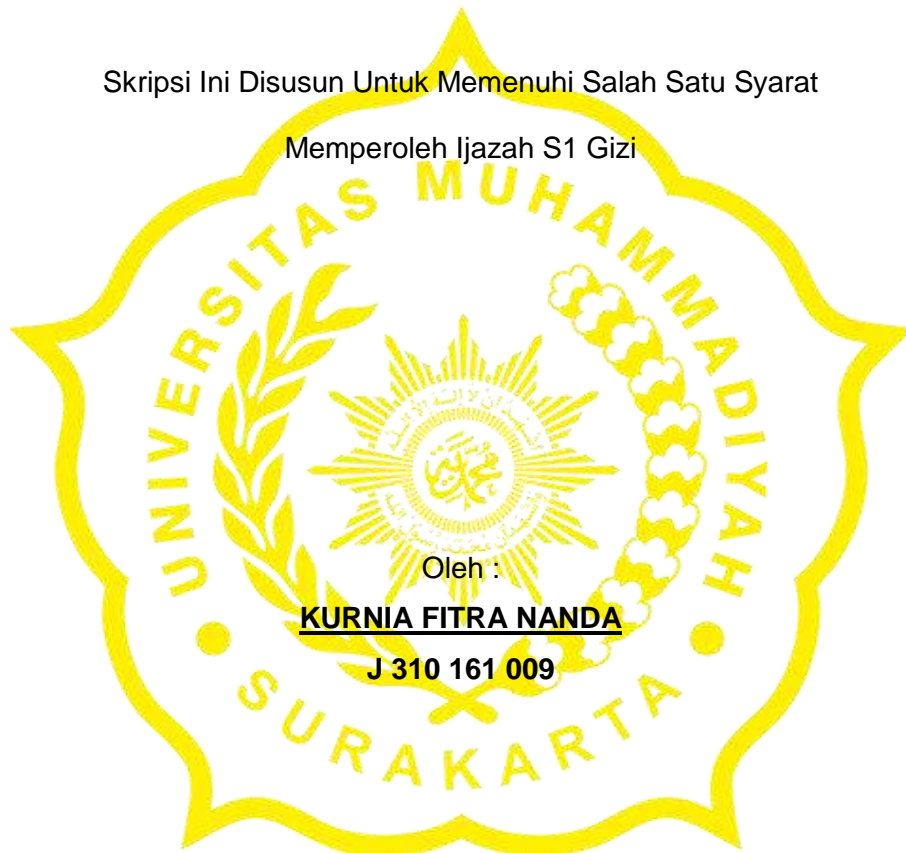 Skripsi Ini Disusun Untuk Memenuhi Salah Satu Syarat
Memperoleh Ijazah S1 Gizi
UNIVERSITAS MUHAMMADIYAH
محمد
Oleh :
KURNIA FITRA NANDA
J 310 161 009
SURAKARTA